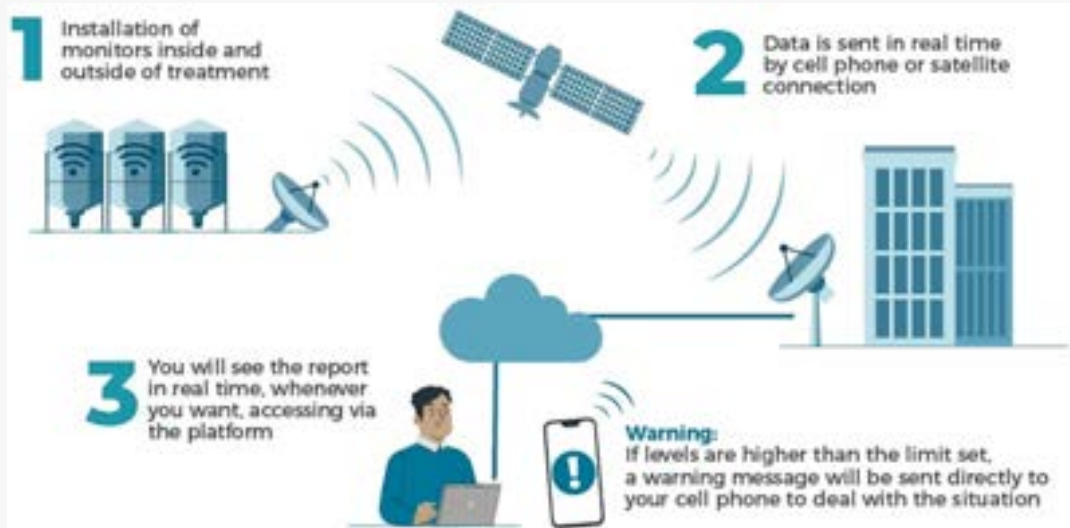 1
Installation of
monitors inside and
outside of treatment
2
Data is sent in real time
by cell phone or satellite
connection
3
You will see the report
in real time, whenever
you want, accessing via
the platform
!
Warning:
If levels are higher than the limit set,
a warning message will be sent directly to
your cell phone to deal with the situation